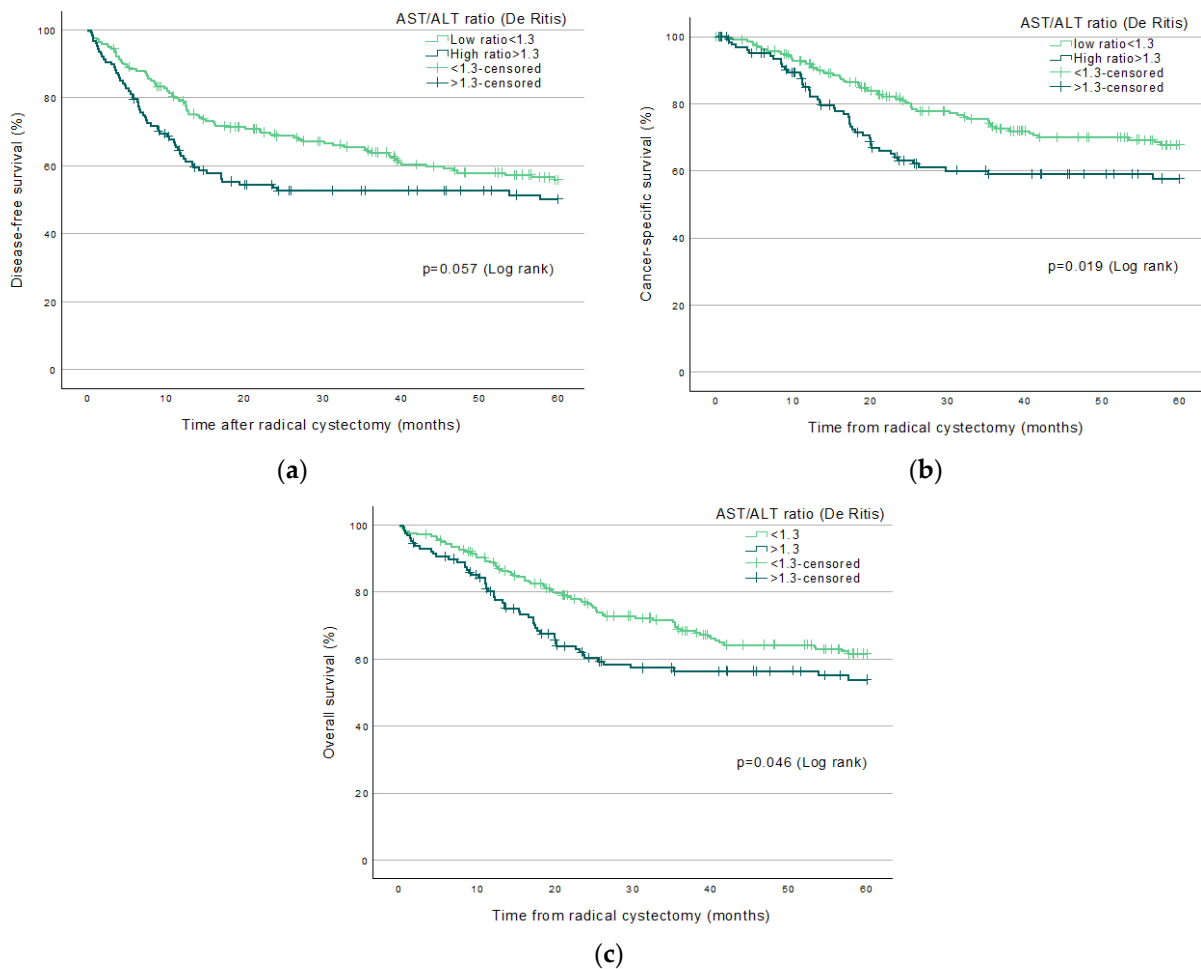 AST/ALT ratio (De Ritis)
Low ratio<1.3
High ratio>1.3
<1.3-censored
>1.3-censored
100
80
60
40
20
0
Disease-free survival (%)
p=0.057 (Log rank)
0 10 20 30 40 50 60
Time after radical cystectomy (months)
(a)
AST/ALT ratio (De Ritis)
low ratio<1.3
High ratio>1.3
<1.3-censored
>1.3-censored
100
80
60
40
20
0
Cancer-specific survival (%)
p=0.019 (Log rank)
0 10 20 30 40 50 60
Time from radical cystectomy (months)
(b)
AST/ALT ratio (De Ritis)
<1.3
>1.3
<1.3-censored
>1.3-censored
100
80
60
40
20
0
Overall survival (%)
p=0.046 (Log rank)
0 10 20 30 40 50 60
Time from radical cystectomy (months)
(c)